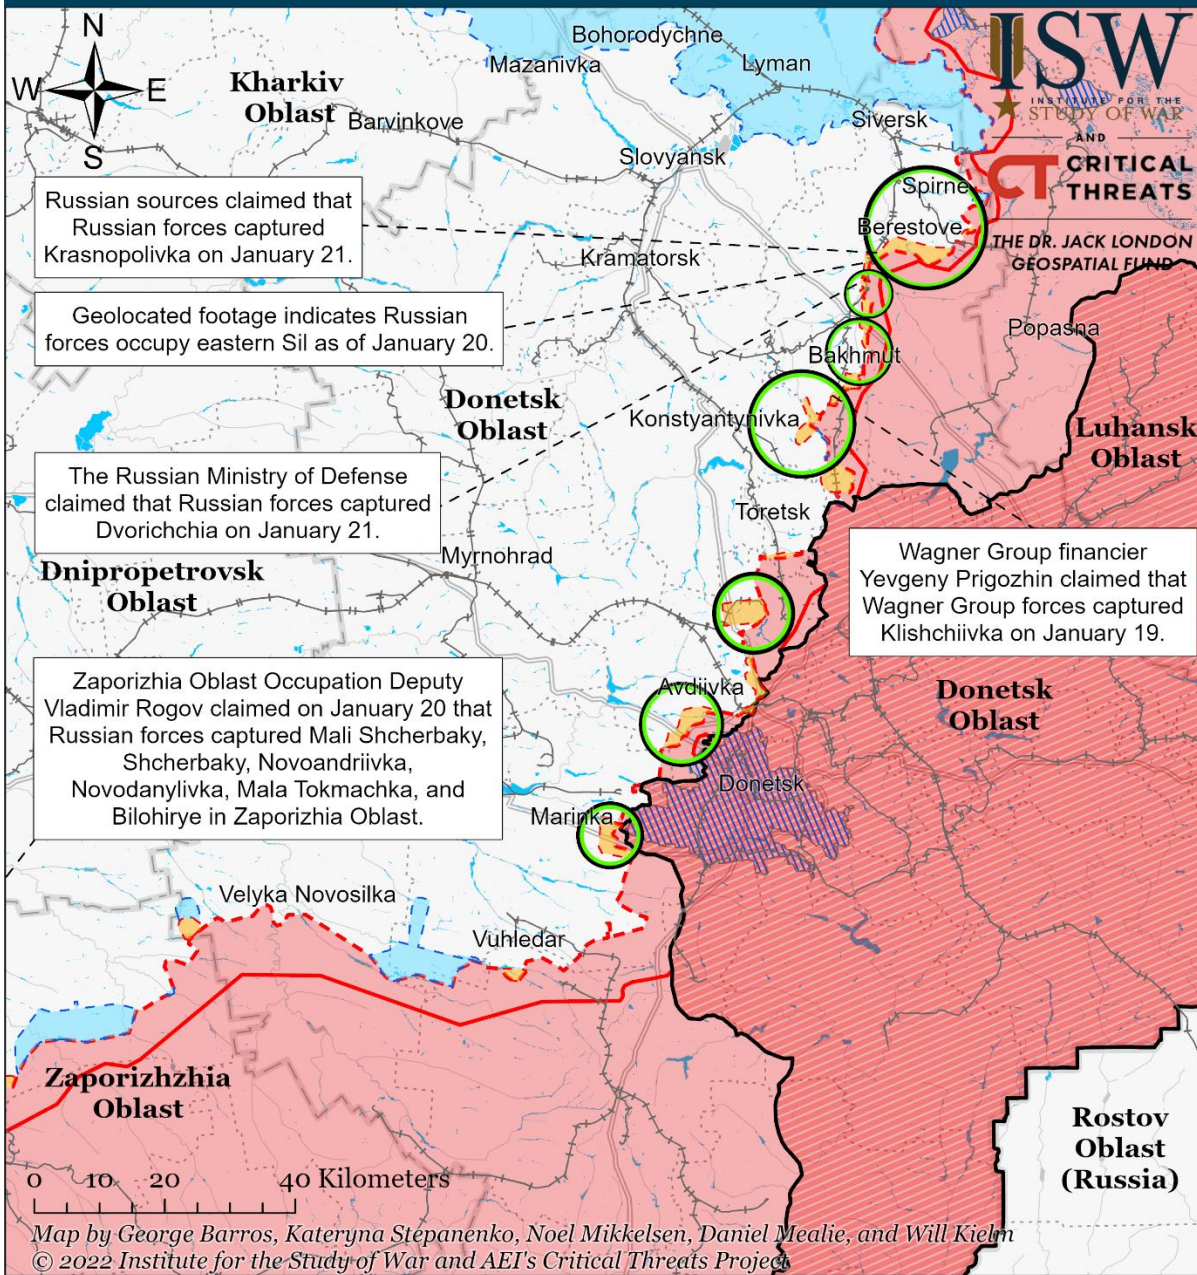 N
W
E
S
Bohorodychne
Mazanivka
Lyman
Kharkiv
Oblast
Barvinkove
Siversk
Slovyansk
ISW
INSTITUTE FOR THE
STUDY OF WAR
AND
CT CRITICAL
THREATS
THE DR. JACK LONDON
GEOSPATIAL FUND
Russian sources claimed that
Russian forces captured
Krasnopolivka on January 21.
Spirne
Berestove
Kramatorsk
Geolocated footage indicates Russian
forces occupy eastern Sil as of January 20.
Popasna
Bakhmut
Donetsk
Oblast
Konstyantynivka
Luhansk
Oblast
The Russian Ministry of Defense
claimed that Russian forces captured
Dvorichchia on January 21.
Toretsk
Myrnohrad
Wagner Group financier
Yevgeny Prigozhin claimed that
Wagner Group forces captured
Klishchiivka on January 19.
Dnipropetrovsk
Oblast
Zaporizhia Oblast Occupation Deputy
Vladimir Rogov claimed on January 20 that
Russian forces captured Mali Shcherbaky,
Shcherbaky, Novoandriivka,
Novodanylivka, Mala Tokmachka, and
Bilohirye in Zaporizhia Oblast.
Avdiivka
Donetsk
Oblast
Donetsk
Marinka
Velyka Novosilka
Vuhledar
Zaporizhzhia
Oblast
Rostov
Oblast
(Russia)
0 10 20 40 Kilometers
Map by George Barros, Kateryna Stepanenko, Noel Mikkelsen, Daniel Mealie, and Will Kielm
© 2022 Institute for the Study of War and AEI's Critical Threats Project